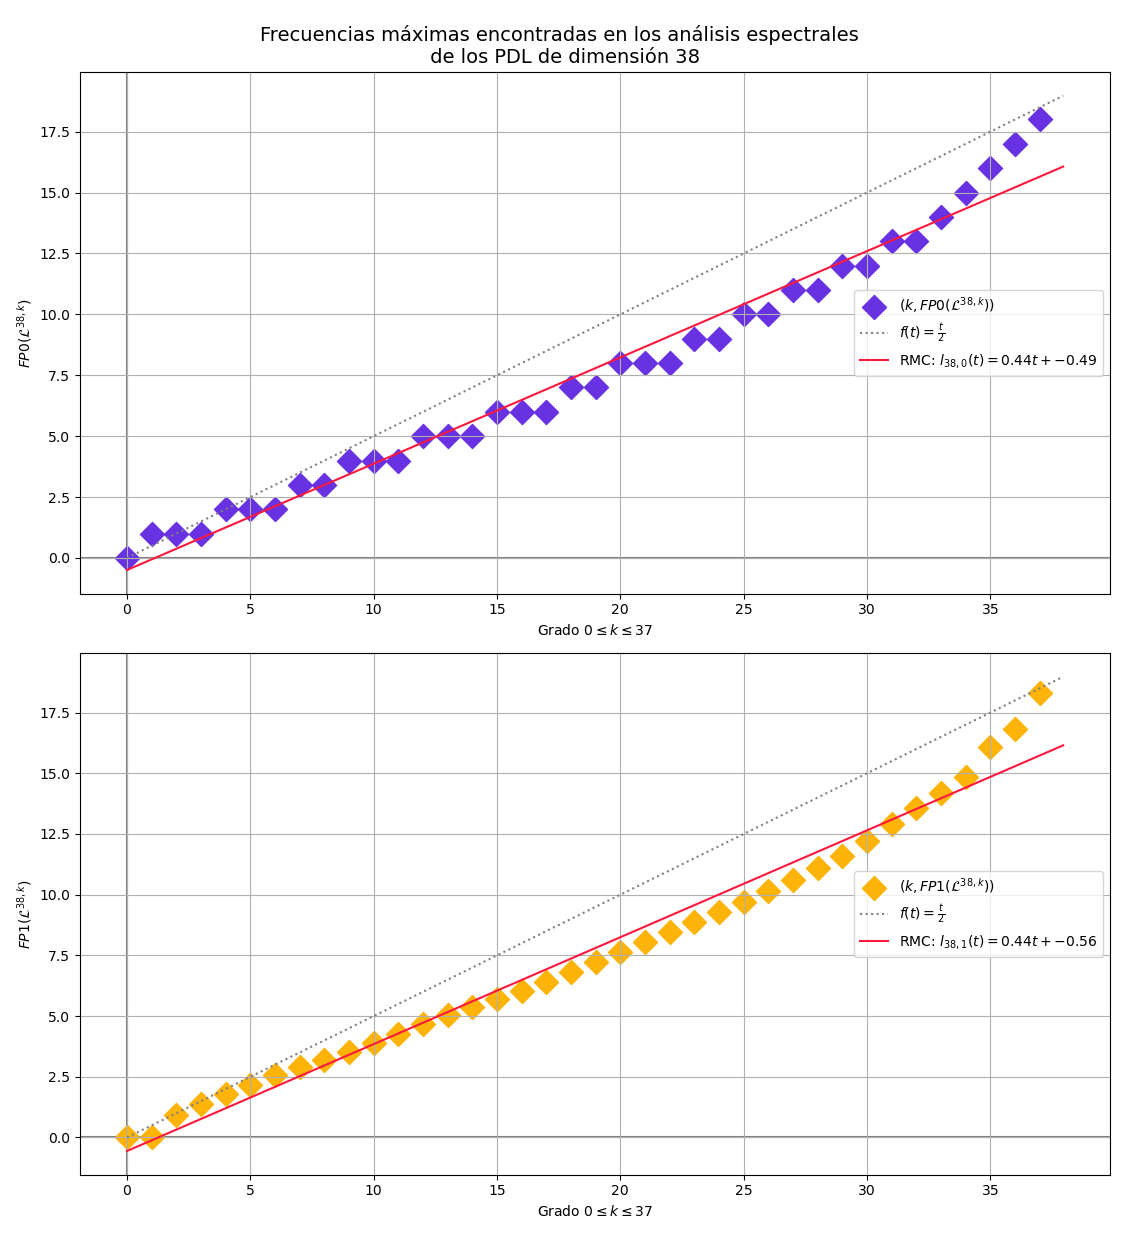 Frecuencias máximas encontradas en los análisis espectrales
de los PDL de dimensión 38
17.5
15.0
12.5
10.0
7.5
5.0
2.5
0.0
FP0(ℒ^{38,k})
(k, FP0(ℒ^{38,k}))
f(t) = t/2
RMC: l_{38,0}(t) = 0.44t + −0.49
0 5 10 15 20 25 30 35
Grado 0 ≤ k ≤ 37
17.5
15.0
12.5
10.0
7.5
5.0
2.5
0.0
FP1(ℒ^{38,k})
(k, FP1(ℒ^{38,k}))
f(t) = t/2
RMC: l_{38,1}(t) = 0.44t + −0.56
0 5 10 15 20 25 30 35
Grado 0 ≤ k ≤ 37